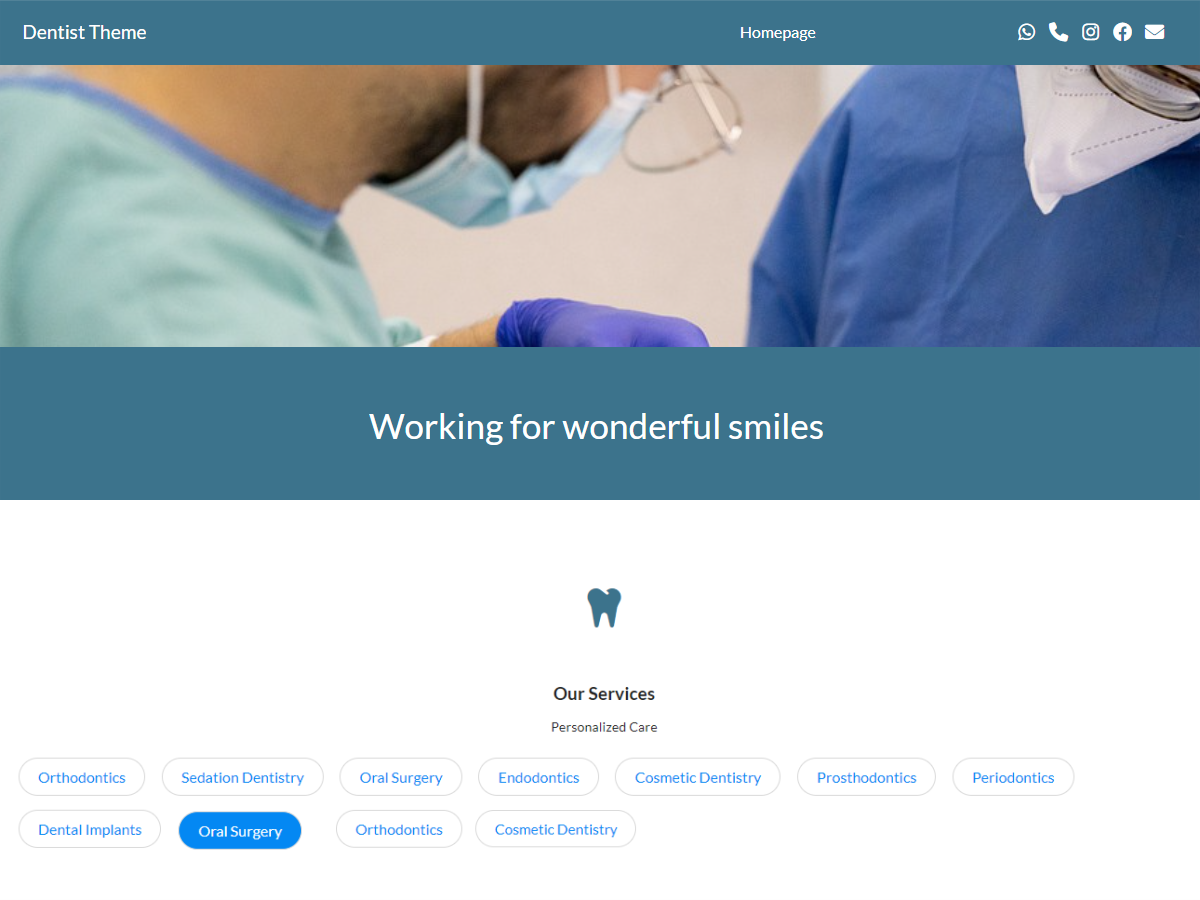 Dentist Theme Homepage
Working for wonderful smiles
Our Services
Personalized Care
Orthodontics Sedation Dentistry Oral Surgery Endodontics Cosmetic Dentistry Prosthodontics Periodontics
Dental Implants Oral Surgery Orthodontics Cosmetic Dentistry